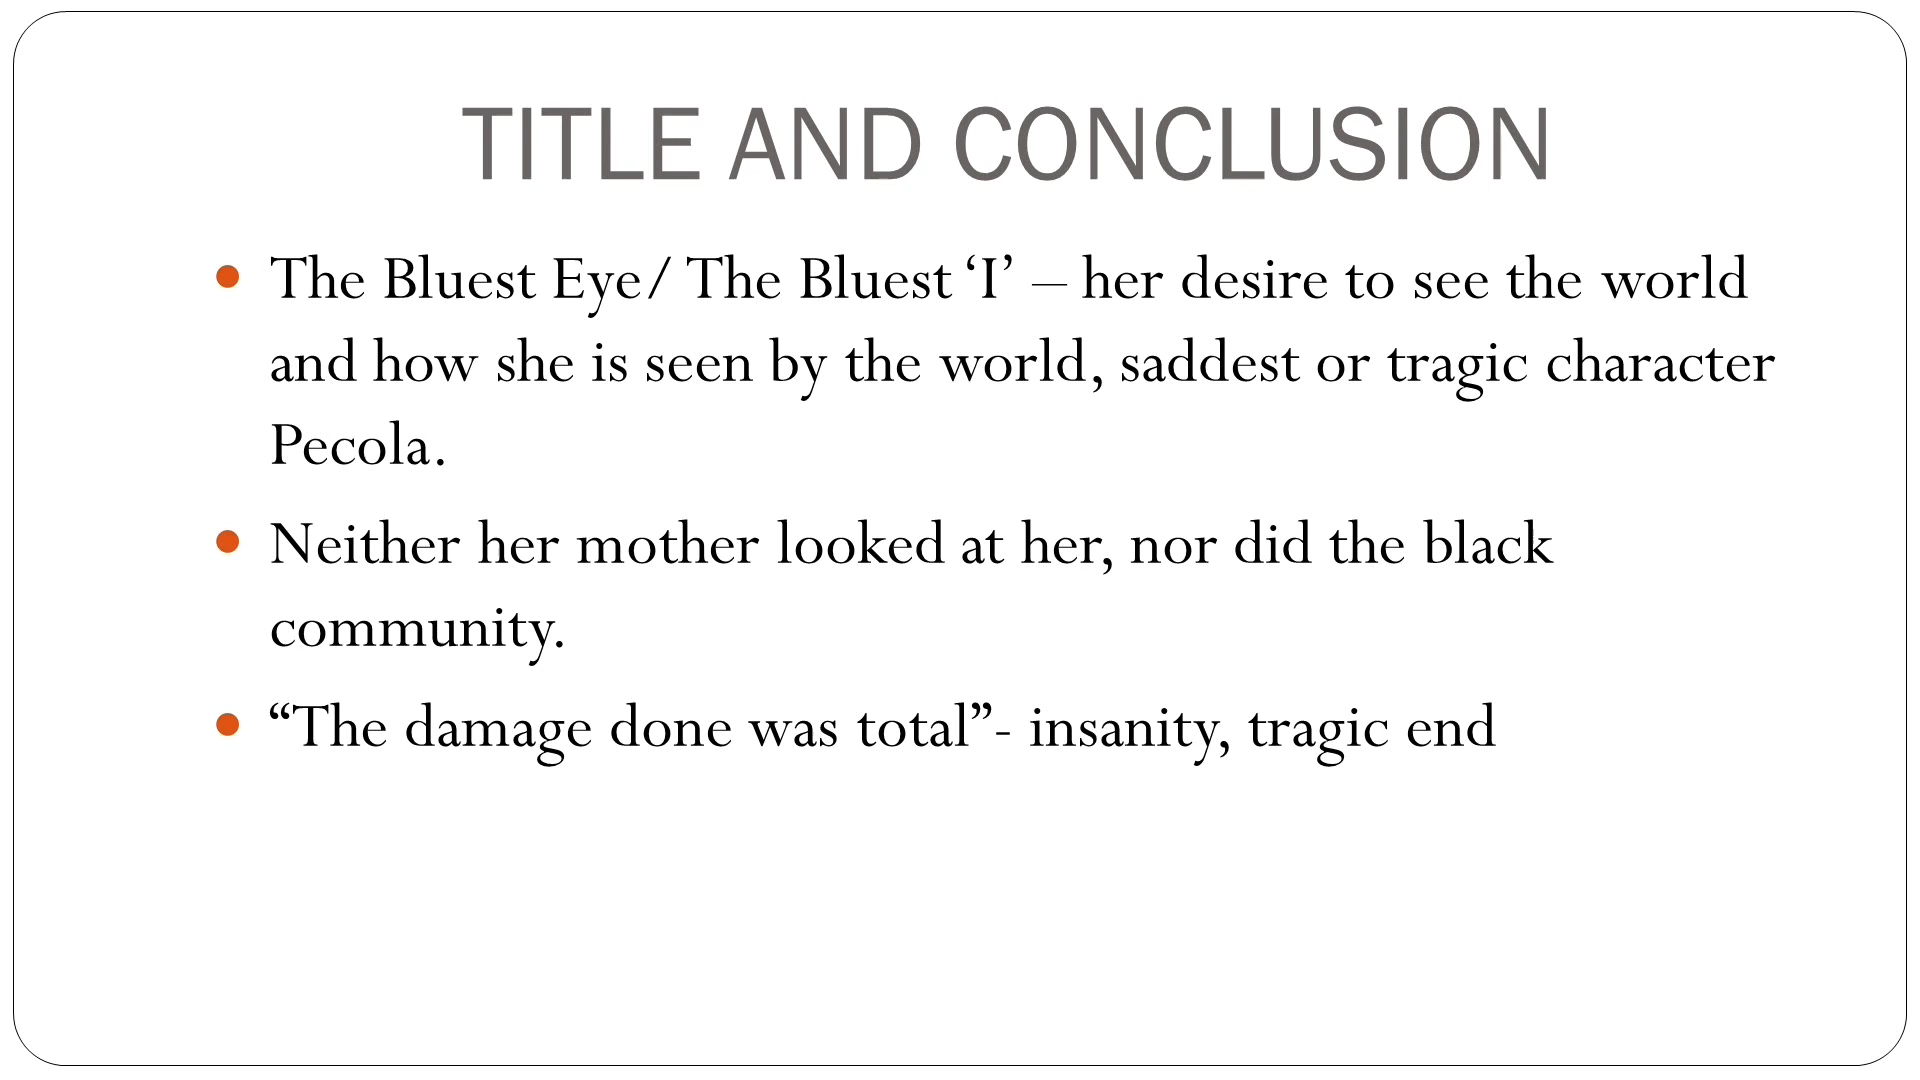 TITLE AND CONCLUSION
• The Bluest Eye/ The Bluest ‘I’ – her desire to see the world
and how she is seen by the world, saddest or tragic character
Pecola.
• Neither her mother looked at her, nor did the black
community.
• “The damage done was total”- insanity, tragic end